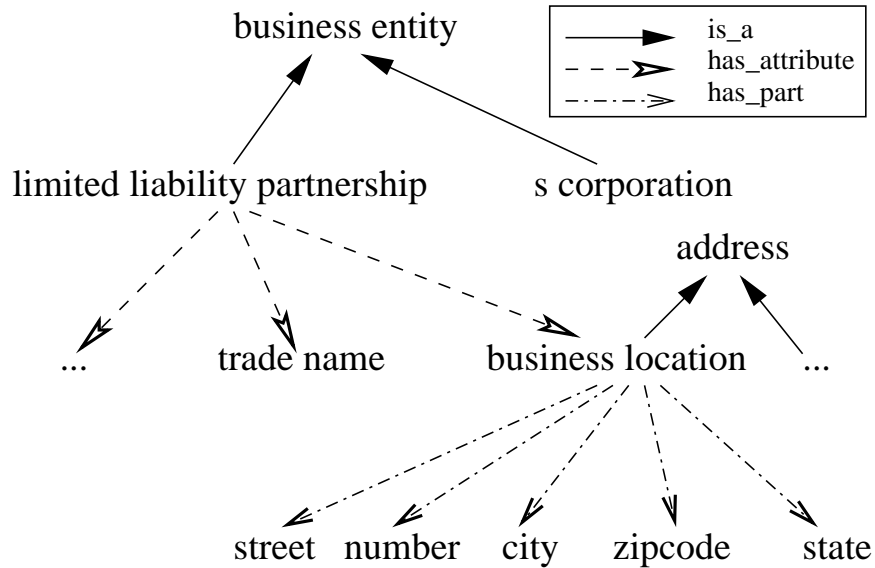 business entity
is_a
has_attribute
has_part
limited liability partnership
s corporation
address
...
trade name
business location
...
street
number
city
zipcode
state